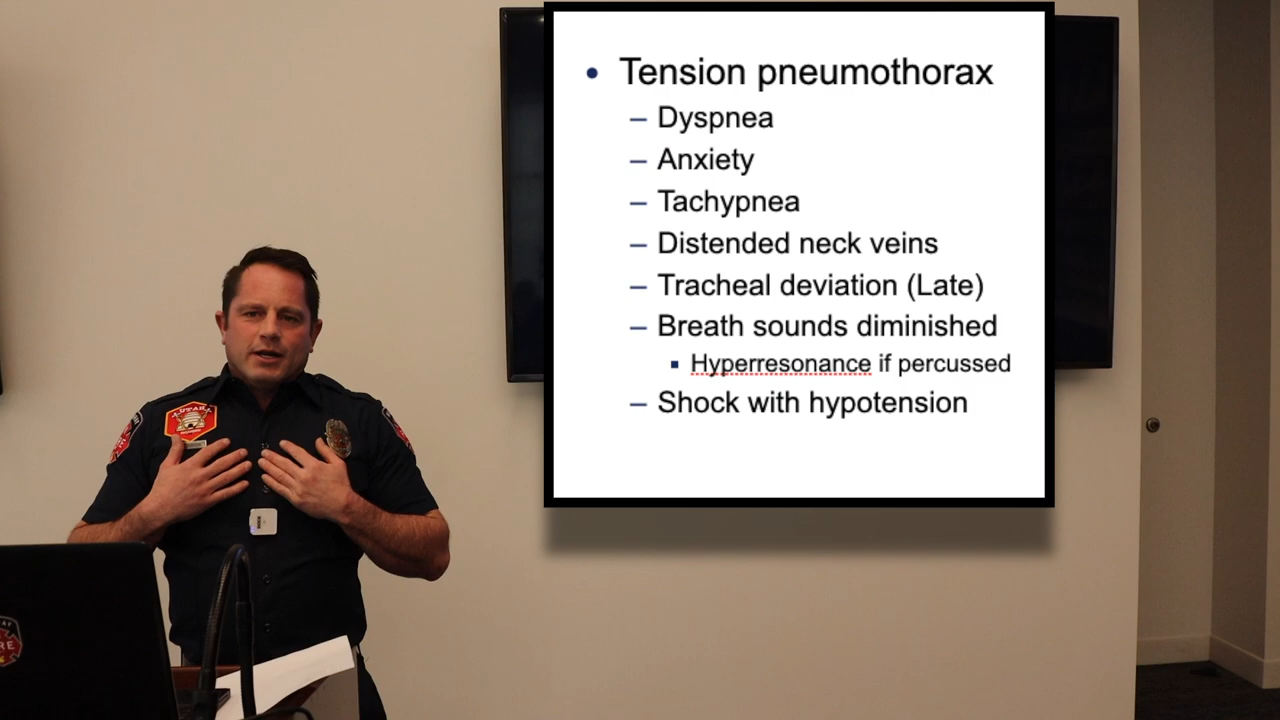 • Tension pneumothorax
– Dyspnea
– Anxiety
– Tachypnea
– Distended neck veins
– Tracheal deviation (Late)
– Breath sounds diminished
▪ Hyperresonance if percussed
– Shock with hypotension
UTAH